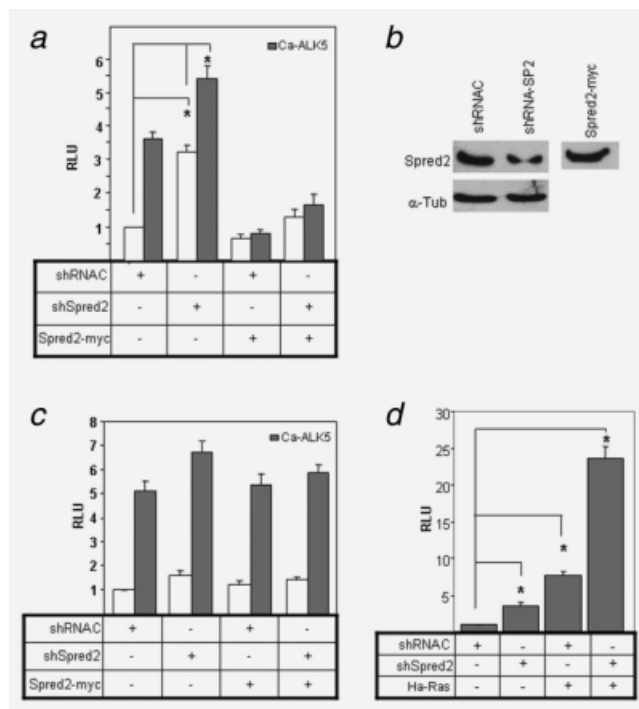 a
Ca-ALK5
6
5
4
3
2
1
RLU
shRNAC + - + -
shSpred2 - + - +
Spred2-myc - - + +
b
shRNAC
shRNA-SP2
Spred2-myc
Spred2
α-Tub
c
Ca-ALK5
8
7
6
5
4
3
2
1
RLU
shRNAC + - + -
shSpred2 - + - +
Spred2-myc - - + +
d
30
25
20
15
10
5
RLU
* * *
shRNAC + - + -
shSpred2 - + - +
Ha-Ras - - + +